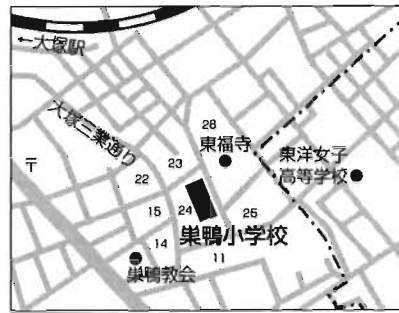 ←大塚駅
大塚三業通り
28
東福寺
東洋女子
高等学校
〒
23
22
24
15
25
巣鴨小学校
14
11
巣鴨教会